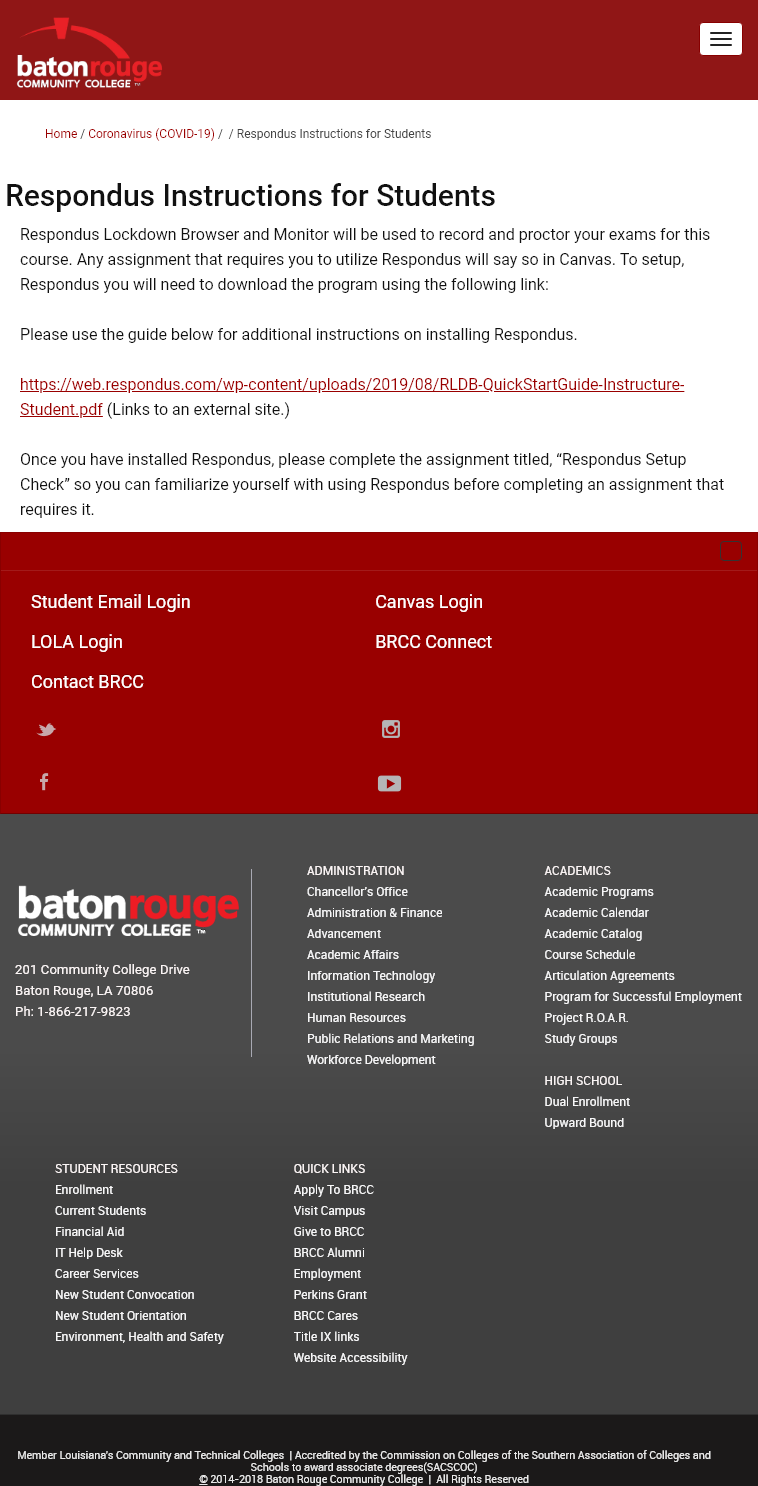 batonrouge
COMMUNITY COLLEGE ™
Home / Coronavirus (COVID-19) / / Respondus Instructions for Students
Respondus Instructions for Students
Respondus Lockdown Browser and Monitor will be used to record and proctor your exams for this
course. Any assignment that requires you to utilize Respondus will say so in Canvas. To setup,
Respondus you will need to download the program using the following link:
Please use the guide below for additional instructions on installing Respondus.
https://web.respondus.com/wp-content/uploads/2019/08/RLDB-QuickStartGuide-Instructure-
Student.pdf (Links to an external site.)
Once you have installed Respondus, please complete the assignment titled, “Respondus Setup
Check” so you can familiarize yourself with using Respondus before completing an assignment that
requires it.
Student Email Login
Canvas Login
LOLA Login
BRCC Connect
Contact BRCC
batonrouge
COMMUNITY COLLEGE ™
201 Community College Drive
Baton Rouge, LA 70806
Ph: 1-866-217-9823
ADMINISTRATION
Chancellor's Office
Administration & Finance
Advancement
Academic Affairs
Information Technology
Institutional Research
Human Resources
Public Relations and Marketing
Workforce Development
ACADEMICS
Academic Programs
Academic Calendar
Academic Catalog
Course Schedule
Articulation Agreements
Program for Successful Employment
Project R.O.A.R.
Study Groups
HIGH SCHOOL
Dual Enrollment
Upward Bound
STUDENT RESOURCES
Enrollment
Current Students
Financial Aid
IT Help Desk
Career Services
New Student Convocation
New Student Orientation
Environment, Health and Safety
QUICK LINKS
Apply To BRCC
Visit Campus
Give to BRCC
BRCC Alumni
Employment
Perkins Grant
BRCC Cares
Title IX links
Website Accessibility
Member Louisiana's Community and Technical Colleges | Accredited by the Commission on Colleges of the Southern Association of Colleges and
Schools to award associate degrees(SACSCOC)
© 2014-2018 Baton Rouge Community College | All Rights Reserved